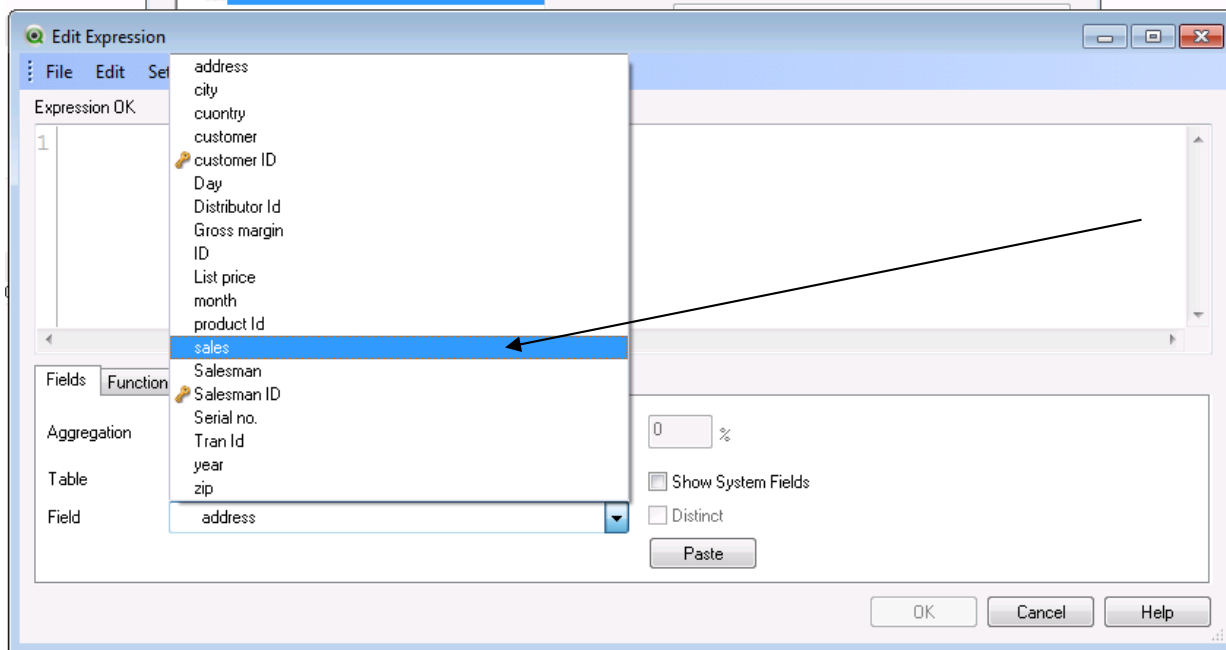 Edit Expression
File Edit Set
Expression OK
1
address
city
cuontry
customer
customer ID
Day
Distributor Id
Gross margin
ID
List price
month
product Id
sales
Salesman
Salesman ID
Serial no.
Tran Id
year
zip
Fields Function
Aggregation
0 %
Table
Show System Fields
Field address
Distinct
Paste
OK Cancel Help